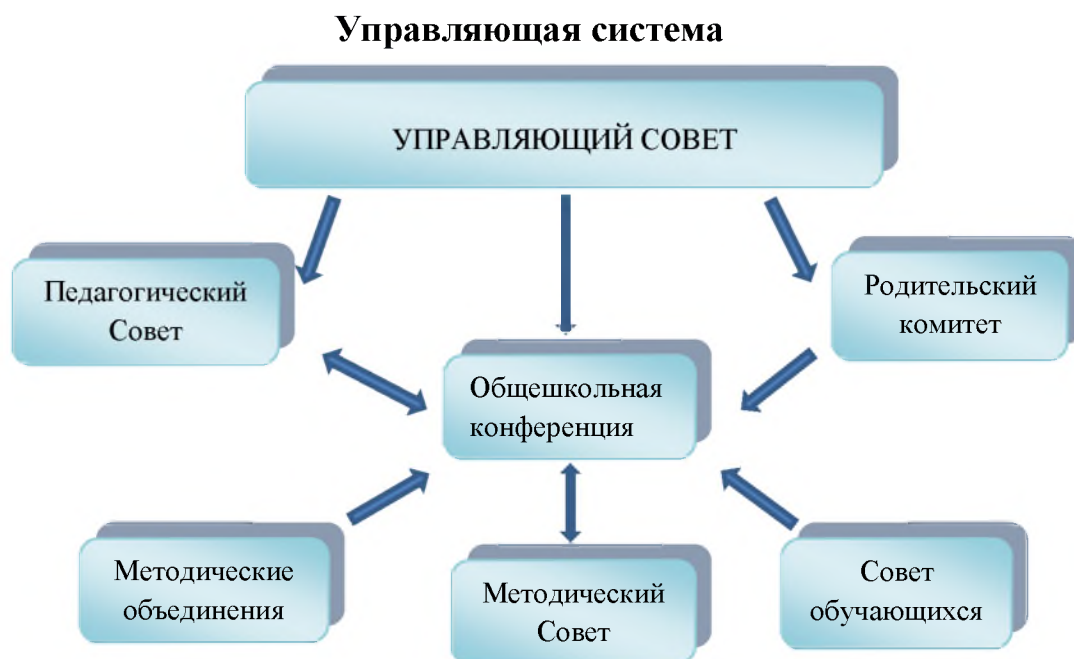 Управляющая система
УПРАВЛЯЮЩИЙ СОВЕТ
Педагогический
Совет
Родительский
комитет
Общешкольная
конференция
Методические
объединения
Методический
Совет
Совет
обучающихся